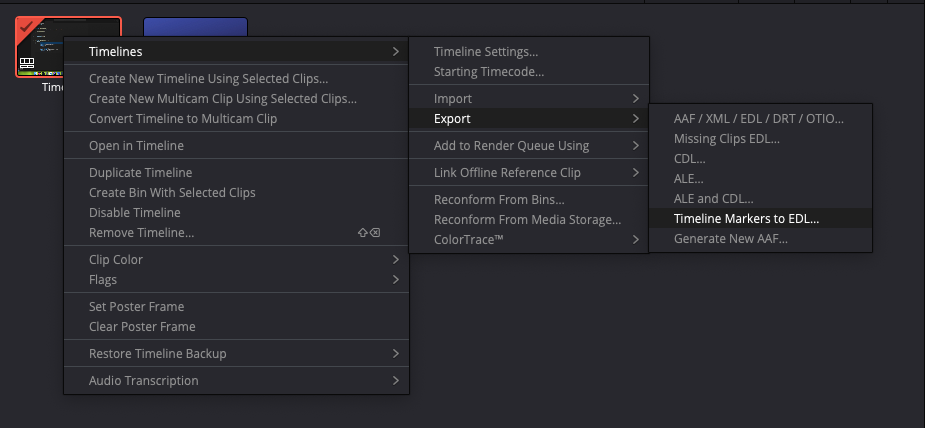 Time
Timelines
Create New Timeline Using Selected Clips...
Create New Multicam Clip Using Selected Clips...
Convert Timeline to Multicam Clip
Open in Timeline
Duplicate Timeline
Create Bin With Selected Clips
Disable Timeline
Remove Timeline...
Clip Color
Flags
Set Poster Frame
Clear Poster Frame
Restore Timeline Backup
Audio Transcription
Timeline Settings...
Starting Timecode...
Import
Export
Add to Render Queue Using
Link Offline Reference Clip
Reconform From Bins...
Reconform From Media Storage...
ColorTrace™
AAF / XML / EDL / DRT / OTIO...
Missing Clips EDL...
CDL...
ALE...
ALE and CDL...
Timeline Markers to EDL...
Generate New AAF...